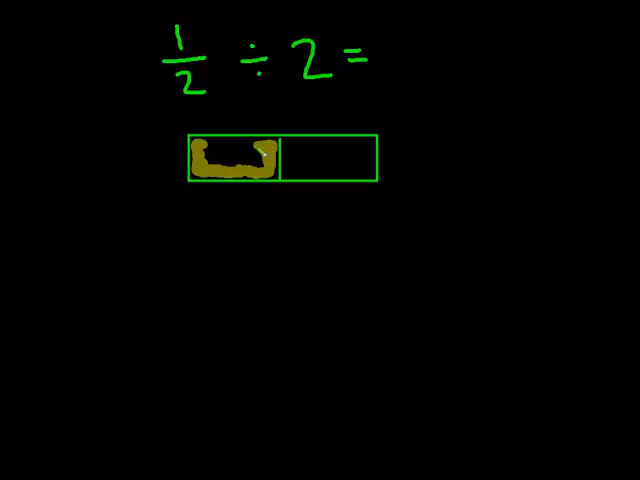 1/2 ÷ 2 =